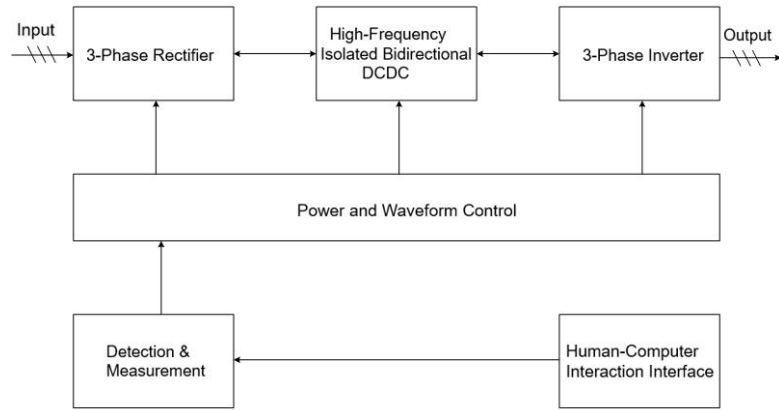 Input
3-Phase Rectifier
High-Frequency
Isolated Bidirectional
DCDC
3-Phase Inverter
Output
Power and Waveform Control
Detection &
Measurement
Human-Computer
Interaction Interface